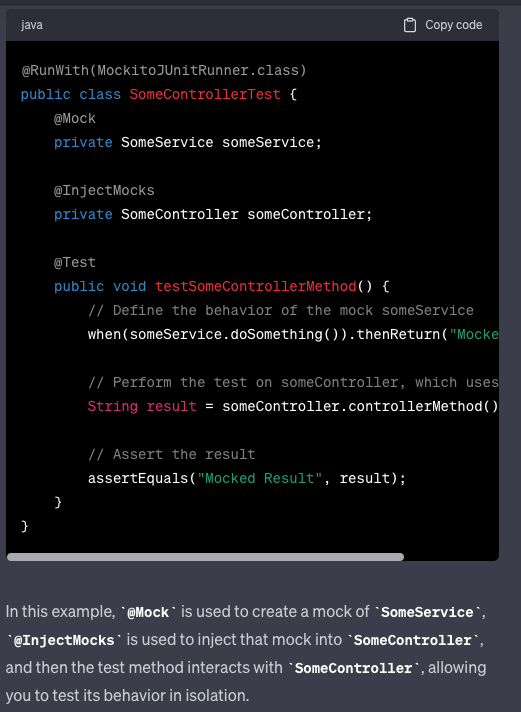 java
Copy code
@RunWith(MockitoJUnitRunner.class)
public class SomeControllerTest {
    @Mock
    private SomeService someService;

    @InjectMocks
    private SomeController someController;

    @Test
    public void testSomeControllerMethod() {
        // Define the behavior of the mock someService
        when(someService.doSomething()).thenReturn("Mocke

        // Perform the test on someController, which uses
        String result = someController.controllerMethod()

        // Assert the result
        assertEquals("Mocked Result", result);
    }
}
In this example, `@Mock` is used to create a mock of `SomeService`,
`@InjectMocks` is used to inject that mock into `SomeController`,
and then the test method interacts with `SomeController`, allowing
you to test its behavior in isolation.